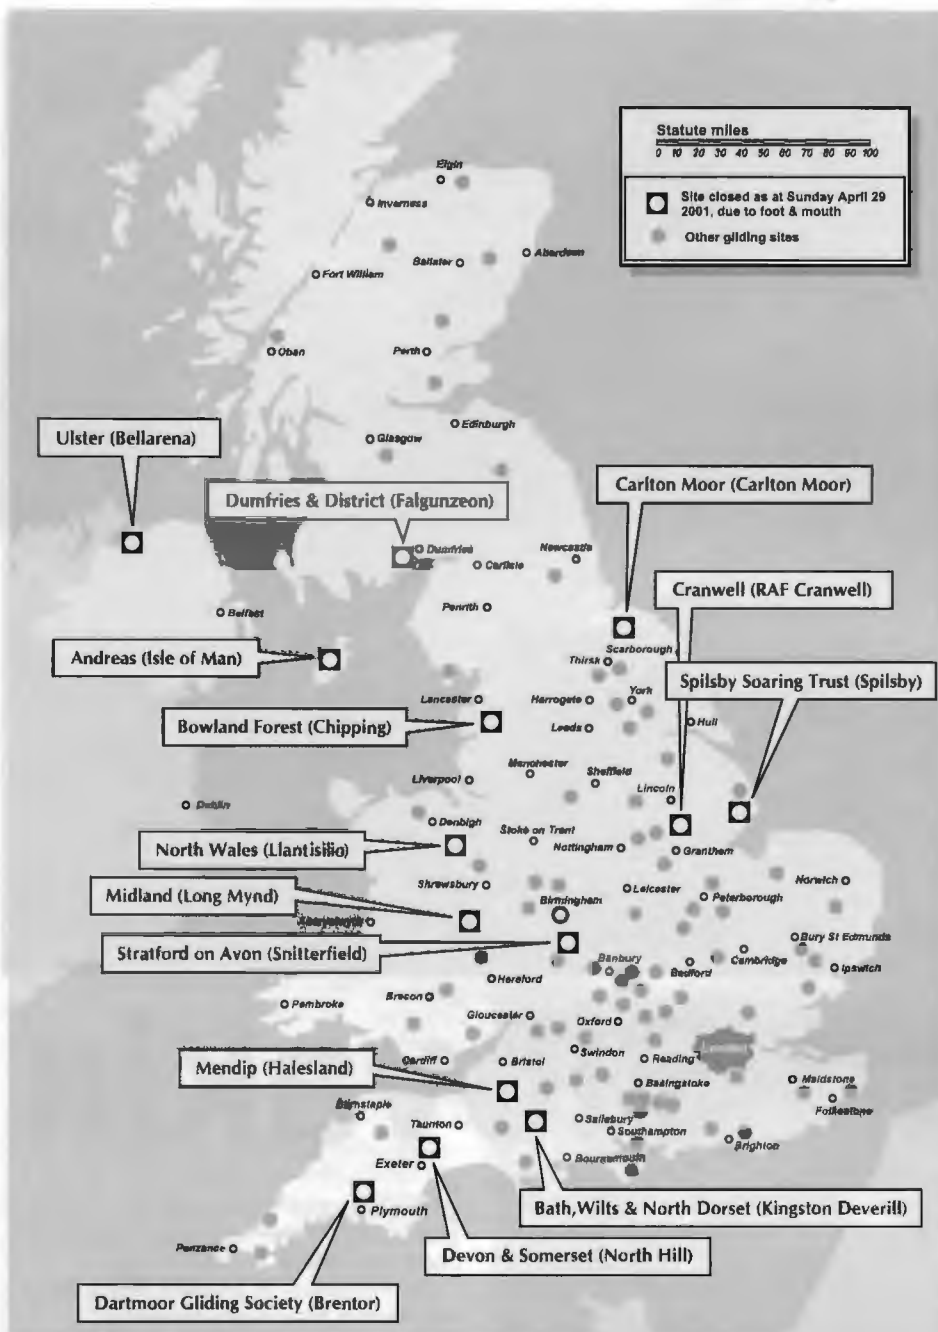 Statute miles
0 10 20 30 40 50 60 70 80 90 100
Site closed as at Sunday April 29
2001, due to foot & mouth
Other gliding sites
Elgin
Inverness
Ballater
Aberdeen
Fort William
Oban
Perth
Edinburgh
Glasgow
Ulster (Bellarena)
Carlton Moor (Carlton Moor)
Dumfries & District (Falgunzeon)
Dumfries
Newcastle
Carlisle
Cranwell (RAF Cranwell)
Penrith
Belfast
Scarborough
Andreas (Isle of Man)
Thirsk
Spilsby Soaring Trust (Spilsby)
Lancaster
Harrogate
York
Bowland Forest (Chipping)
Leeds
Hull
Manchester
Sheffield
Liverpool
Lincoln
Dublin
Denbigh
Stoke on Trent
North Wales (Llantisilio)
Nottingham
Grantham
Shrewsbury
Leicester
Norwich
Midland (Long Mynd)
Peterborough
Birmingham
Bury St Edmunds
Stratford on Avon (Snitterfield)
Cambridge
Banbury
Bedford
Ipswich
Hereford
Brecon
Pembroke
Gloucester
Oxford
Swindon
Cardiff
Bristol
Reading
Mendip (Halesland)
Maidstone
Basingstoke
Folkestone
Barnstaple
Taunton
Salisbury
Southampton
Brighton
Exeter
Bournemouth
Plymouth
Bath,Wilts & North Dorset (Kingston Deverill)
Penzance
Devon & Somerset (North Hill)
Dartmoor Gliding Society (Brentor)